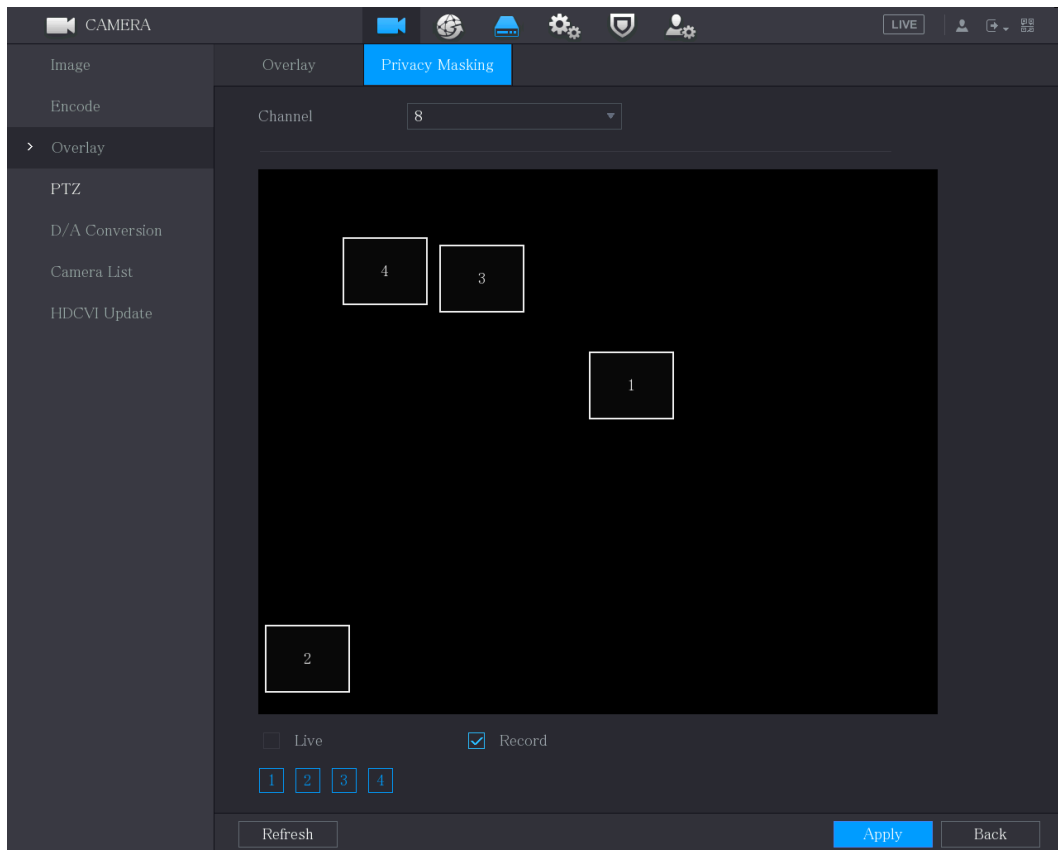 CAMERA
LIVE
Image
Encode
Overlay
PTZ
D/A Conversion
Camera List
HDCVI Update
Overlay
Privacy Masking
Channel
8
4
3
1
2
Live
Record
1 2 3 4
Refresh
Apply
Back